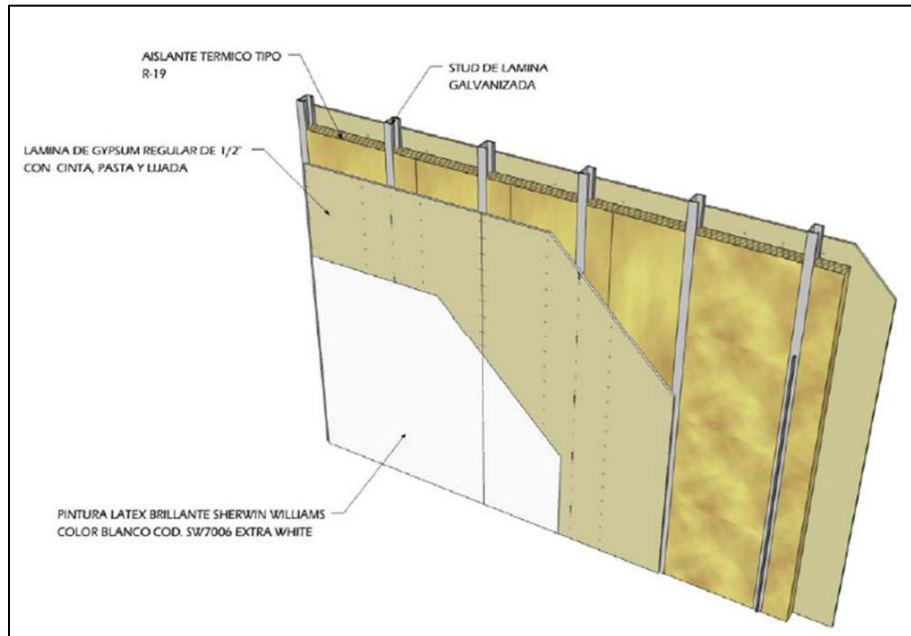 AISLANTE TERMICO TIPO
R-19
STUD DE LAMINA
GALVANIZADA
LAMINA DE GYPSUM REGULAR DE 1/2"
CON CINTA, PASTA Y LIJADA
PINTURA LATEX BRILLANTE SHERWIN WILLIAMS
COLOR BLANCO COD. SW7006 EXTRA WHITE